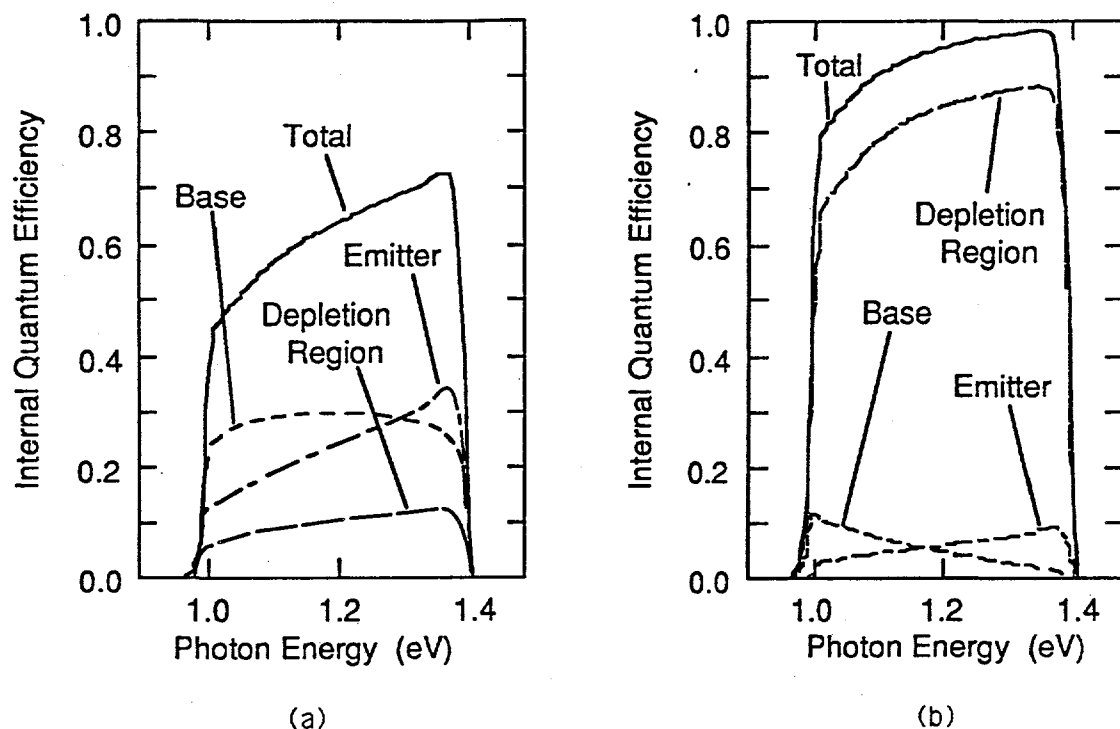 1.0
0.8
0.6
0.4
0.2
0.0
Internal Quantum Efficiency
Total
Base
Emitter
Depletion
Region
1.0
1.2
1.4
Photon Energy (eV)
(a)
1.0
0.8
0.6
0.4
0.2
0.0
Internal Quantum Efficiency
Total
Depletion
Region
Base
Emitter
1.0
1.2
1.4
Photon Energy (eV)
(b)